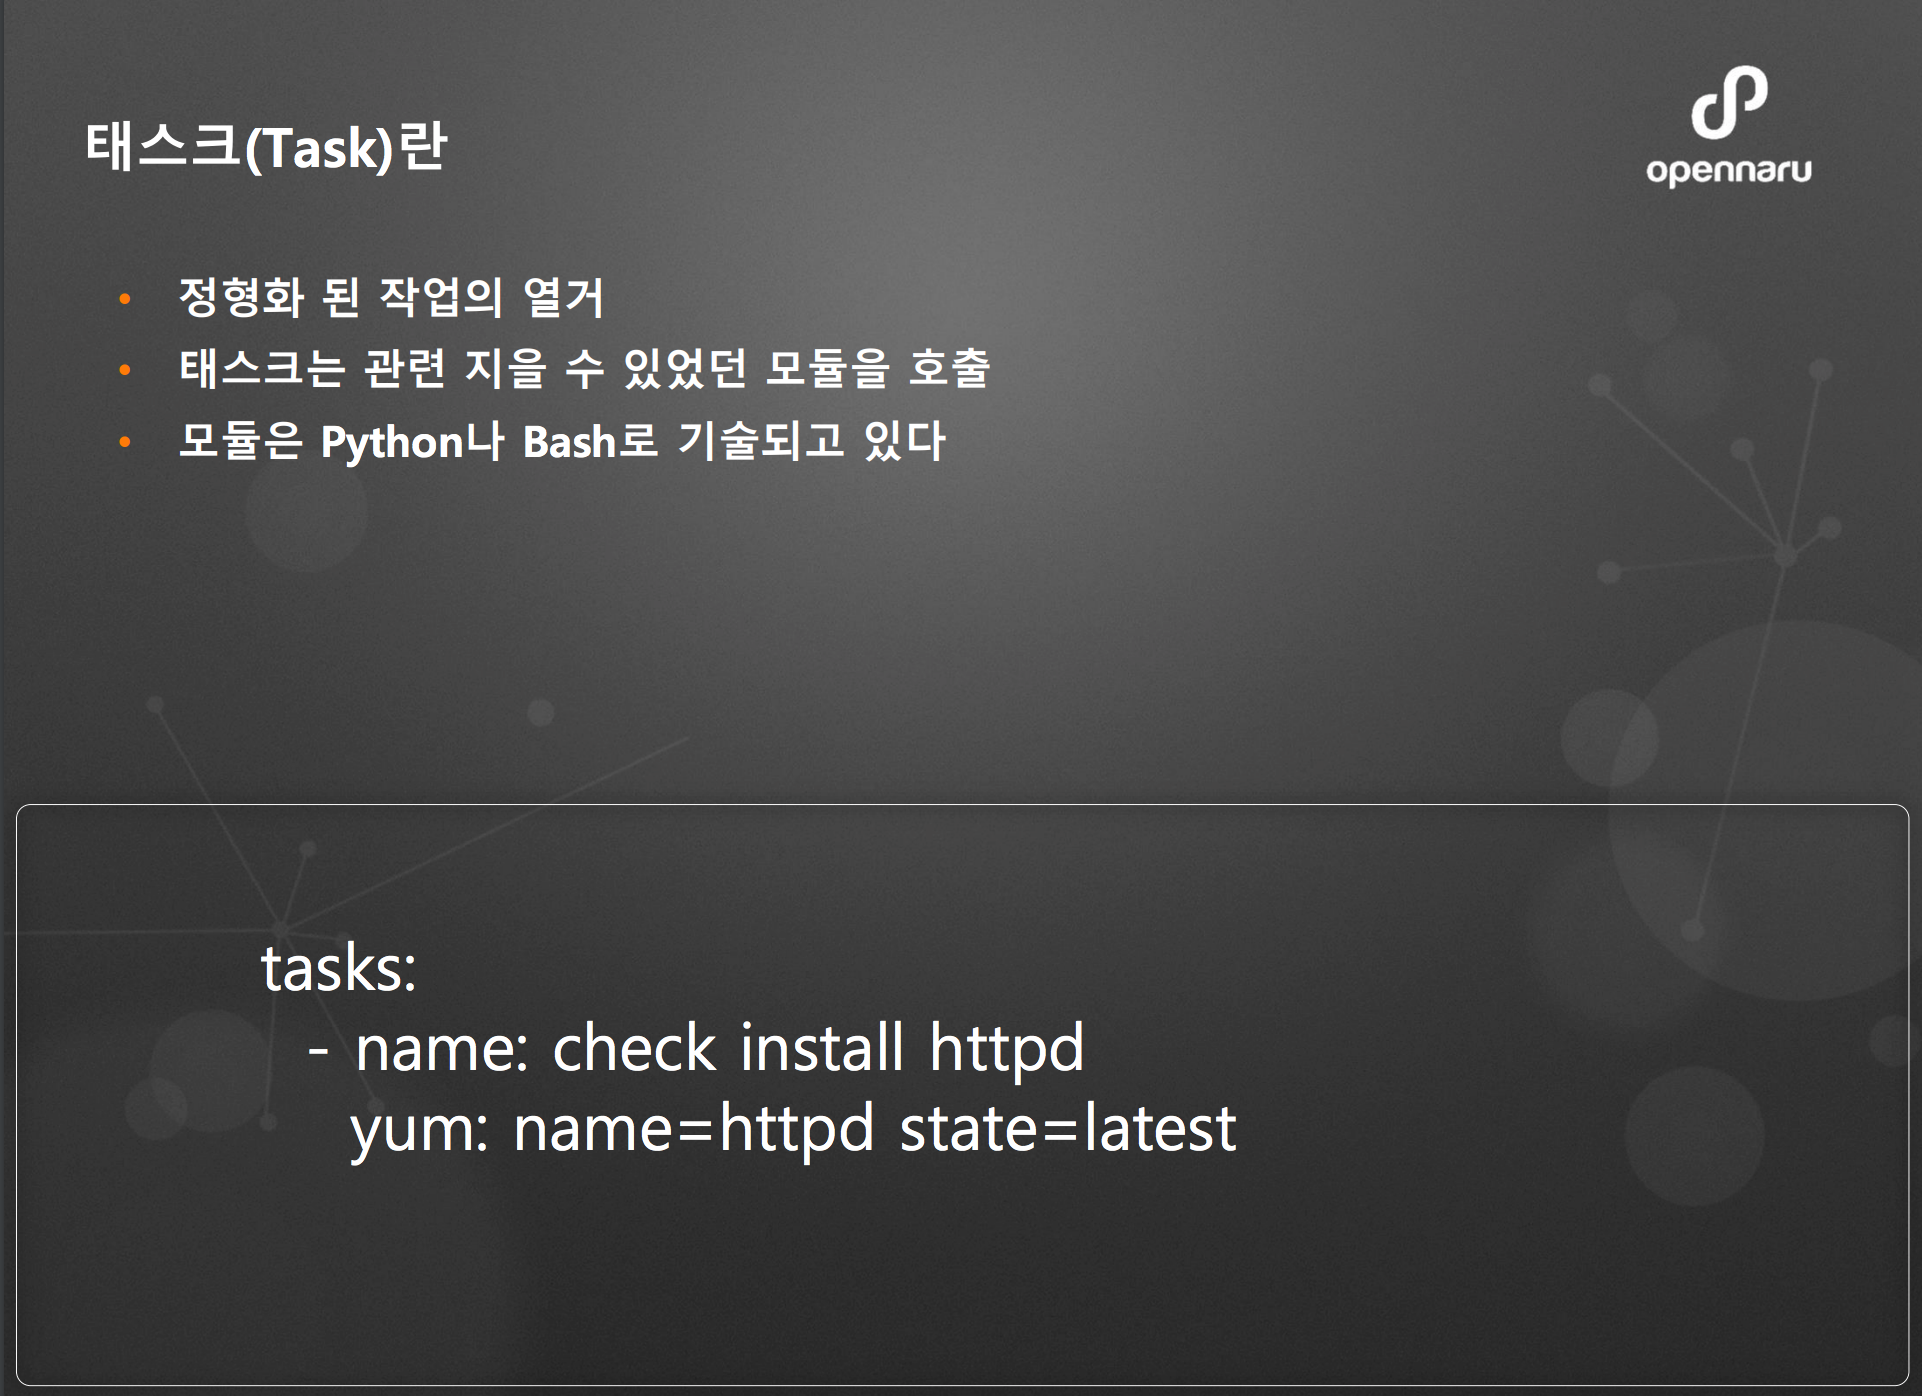 태스크(Task)란
opennaru
• 정형화 된 작업의 열거
• 태스크는 관련 지을 수 있었던 모듈을 호출
• 모듈은 Python나 Bash로 기술되고 있다
tasks:
- name: check install httpd
yum: name=httpd state=latest